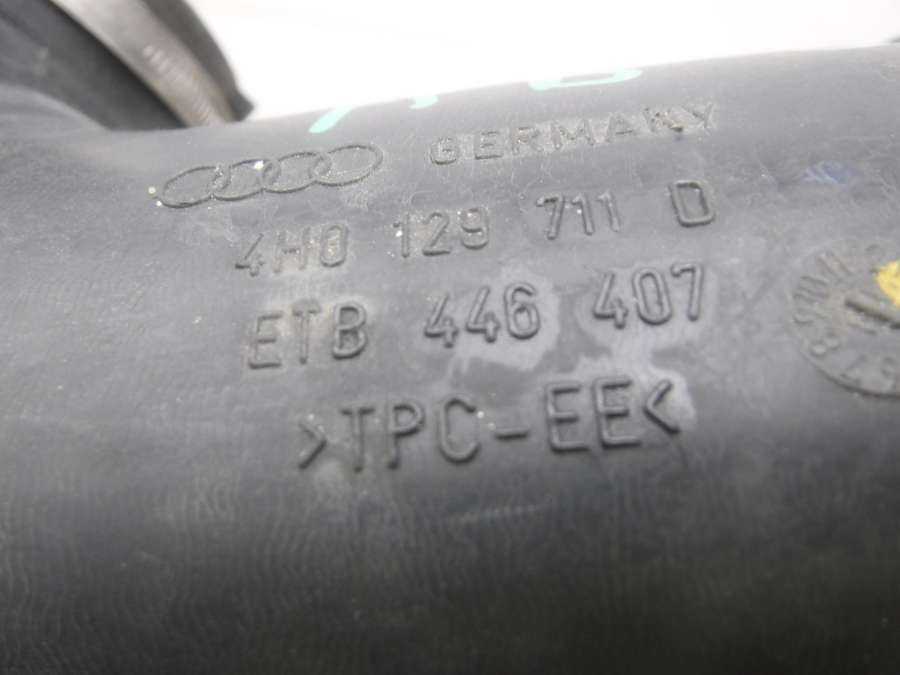 GERMANY
4H0 129 711 D
ETB 446 407
>TPC-EE<